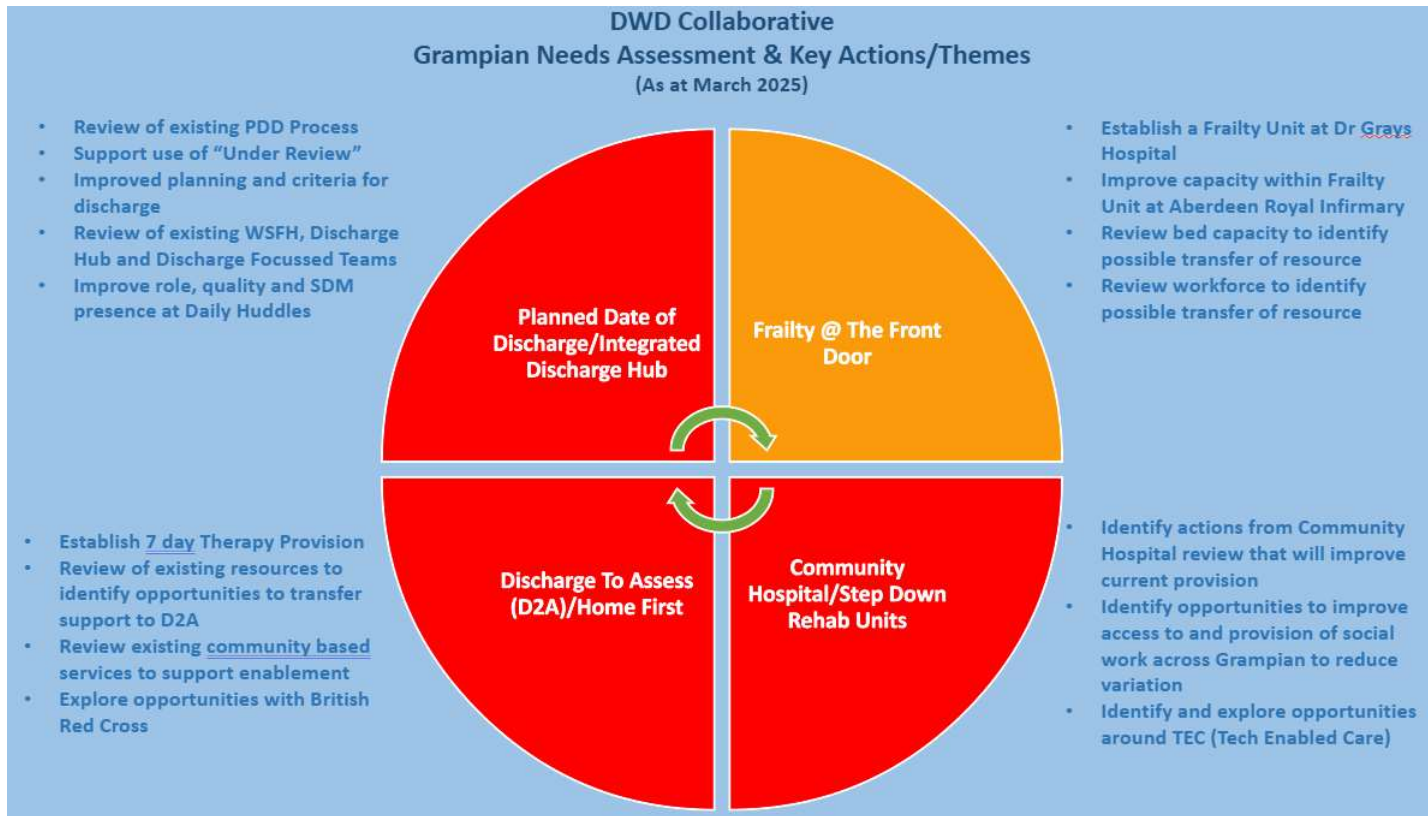 DWD Collaborative
Grampian Needs Assessment & Key Actions/Themes
(As at March 2025)
• Review of existing PDD Process
• Support use of “Under Review”
• Improved planning and criteria for
discharge
• Review of existing WSFH, Discharge
Hub and Discharge Focussed Teams
• Improve role, quality and SDM
presence at Daily Huddles
Planned Date of
Discharge/Integrated
Discharge Hub
Frailty @ The Front
Door
• Establish a Frailty Unit at Dr Grays
Hospital
• Improve capacity within Frailty
Unit at Aberdeen Royal Infirmary
• Review bed capacity to identify
possible transfer of resource
• Review workforce to identify
possible transfer of resource
• Establish 7 day Therapy Provision
• Review of existing resources to
identify opportunities to transfer
support to D2A
• Review existing community based
services to support enablement
• Explore opportunities with British
Red Cross
Discharge To Assess
(D2A)/Home First
Community
Hospital/Step Down
Rehab Units
• Identify actions from Community
Hospital review that will improve
current provision
• Identify opportunities to improve
access to and provision of social
work across Grampian to reduce
variation
• Identify and explore opportunities
around TEC (Tech Enabled Care)